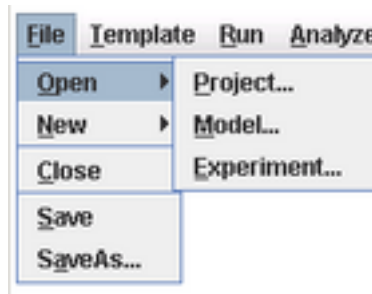 File Template Run Analyze
Open Project...
New Model...
Close Experiment...
Save
SaveAs...